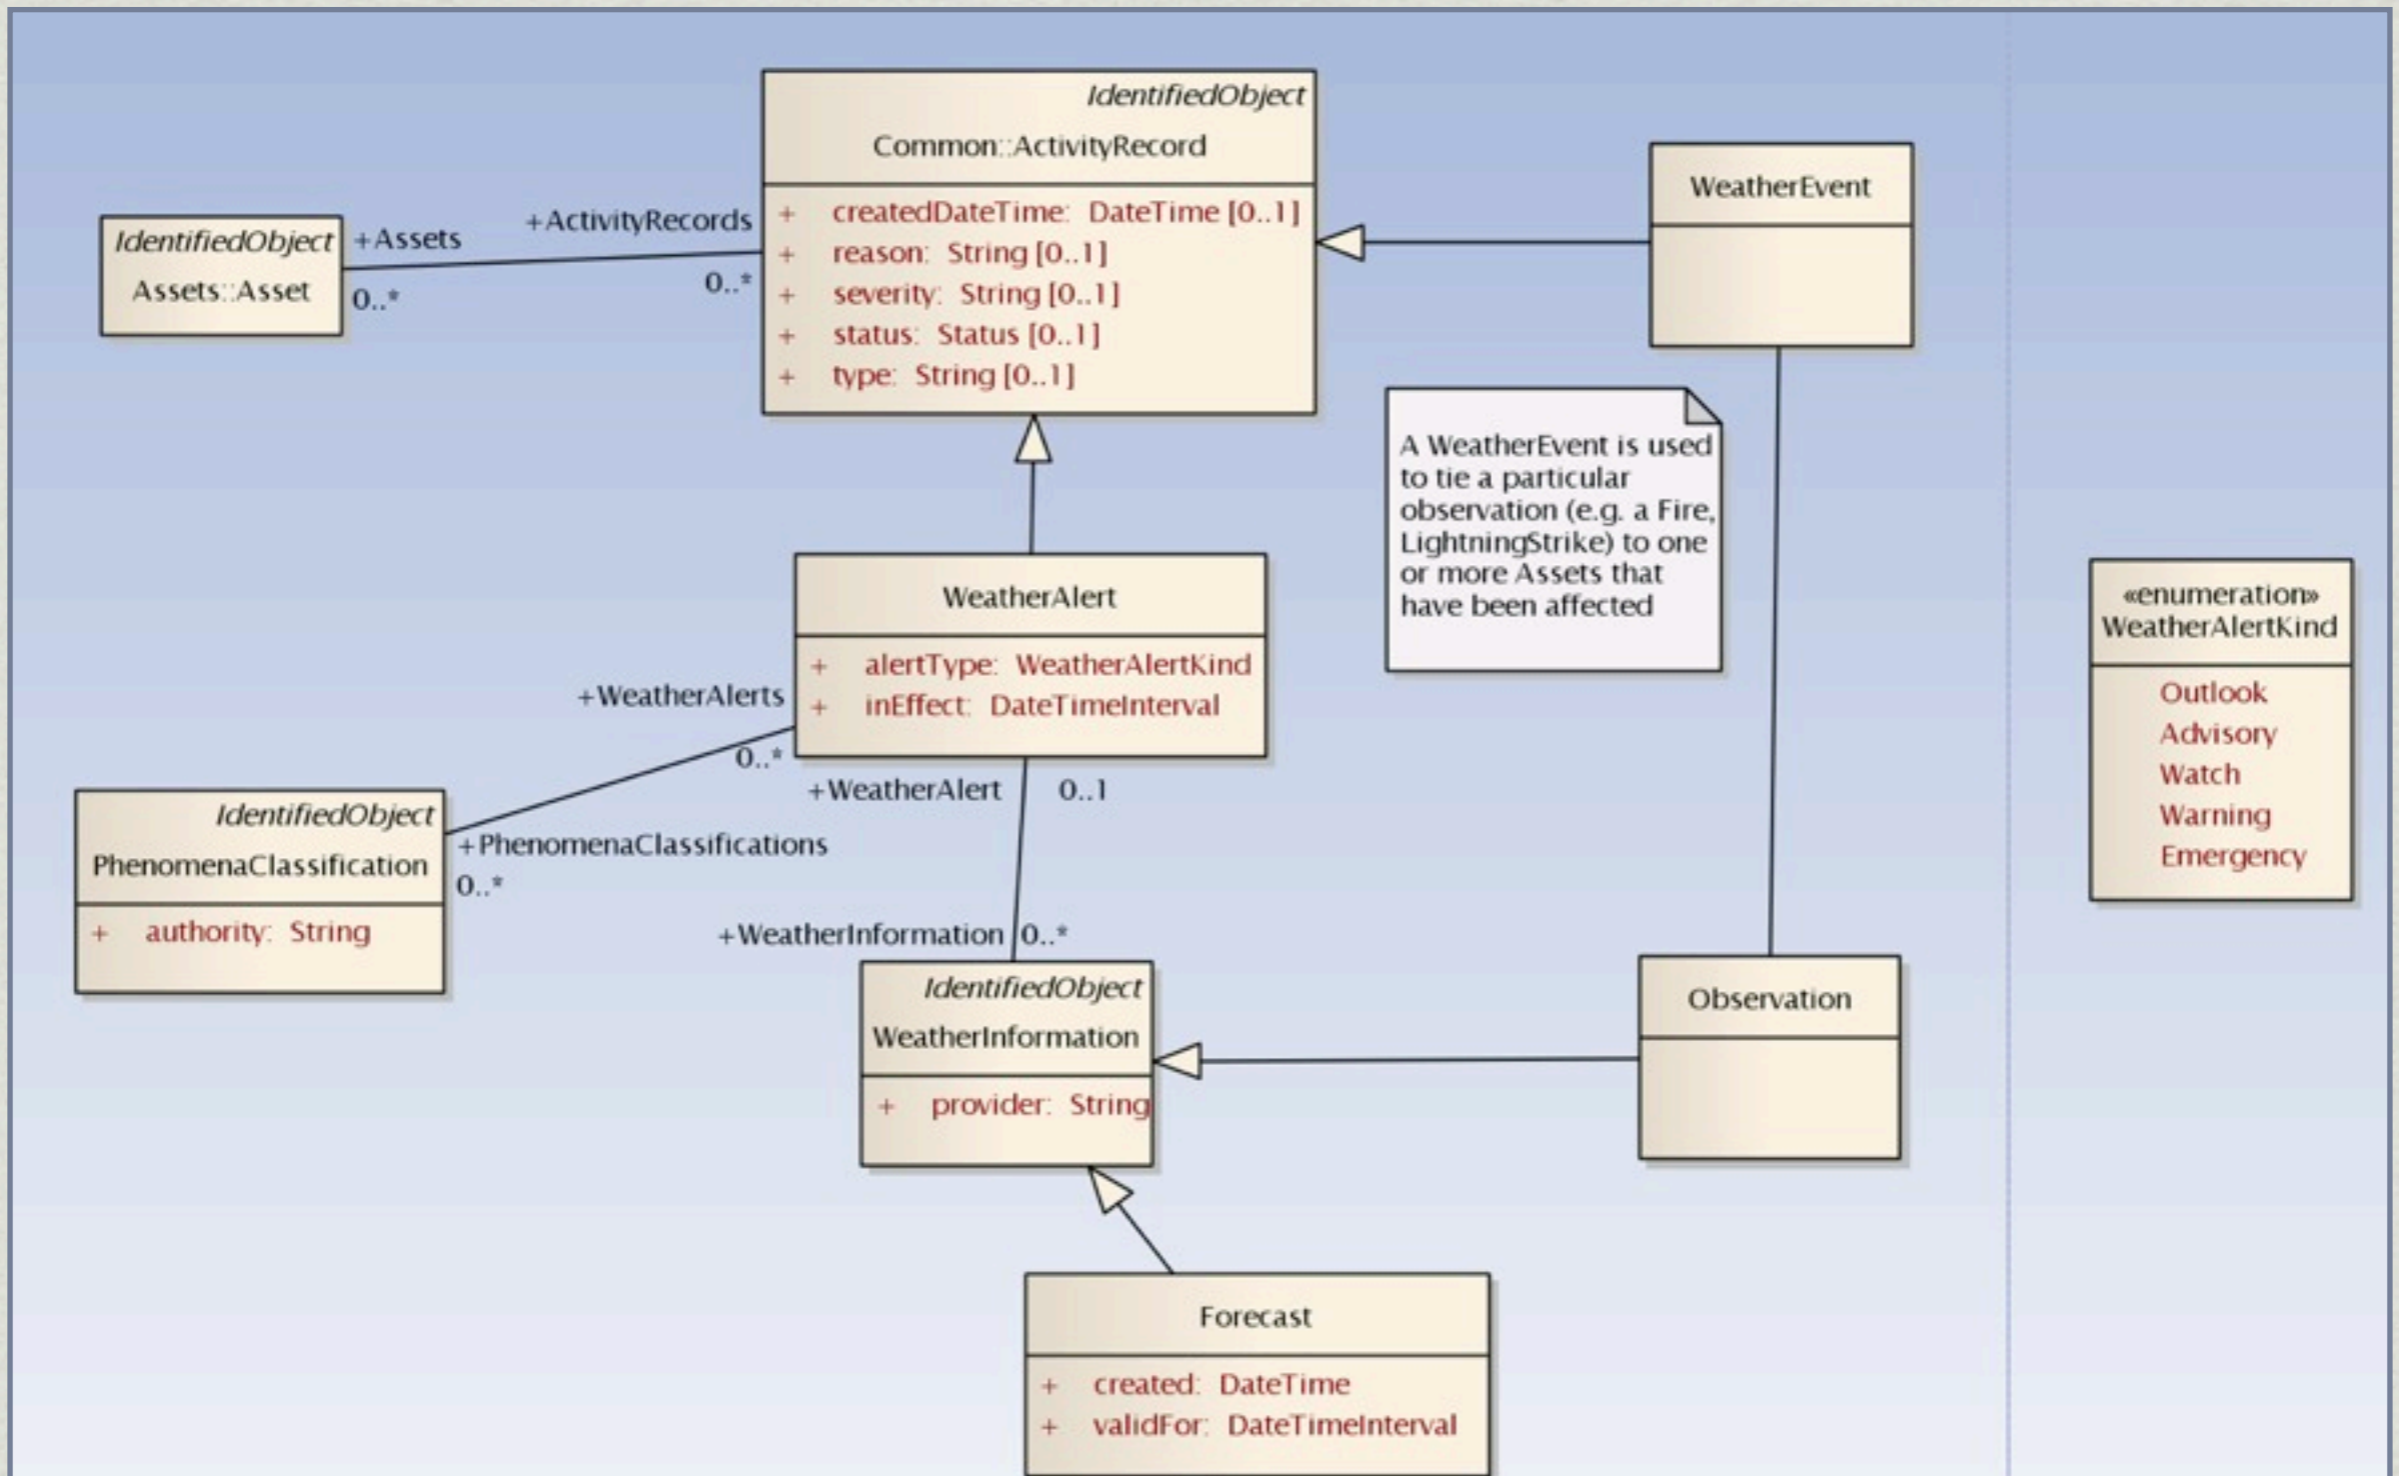 IdentifiedObject
Common::ActivityRecord
+ createdDateTime: DateTime [0..1]
+ reason: String [0..1]
+ severity: String [0..1]
+ status: Status [0..1]
+ type: String [0..1]
WeatherEvent
IdentifiedObject
Assets::Asset
+Assets
0..*
+ActivityRecords
0..*
A WeatherEvent is used
to tie a particular
observation (e.g. a Fire,
LightningStrike) to one
or more Assets that
have been affected
WeatherAlert
+ alertType: WeatherAlertKind
+ inEffect: DateTimeInterval
«enumeration»
WeatherAlertKind
Outlook
Advisory
Watch
Warning
Emergency
+WeatherAlerts
0..*
+WeatherAlert 0..1
IdentifiedObject
PhenomenaClassification
+ authority: String
+PhenomenaClassifications
0..*
+WeatherInformation 0..*
IdentifiedObject
WeatherInformation
+ provider: String
Observation
Forecast
+ created: DateTime
+ validFor: DateTimeInterval